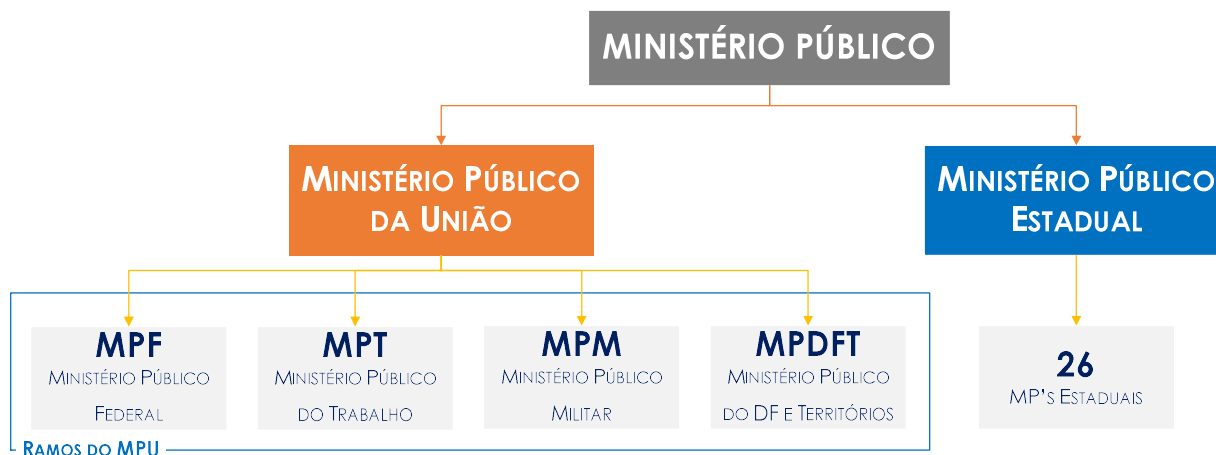 MINISTÉRIO PÚBLICO
MINISTÉRIO PÚBLICO
DA UNIÃO
MINISTÉRIO PÚBLICO
ESTADUAL
MPF
MINISTÉRIO PÚBLICO
FEDERAL
MPT
MINISTÉRIO PÚBLICO
DO TRABALHO
MPM
MINISTÉRIO PÚBLICO
MILITAR
MPDFT
MINISTÉRIO PÚBLICO
DO DF E TERRITÓRIOS
26
MP'S ESTADUAIS
RAMOS DO MPU